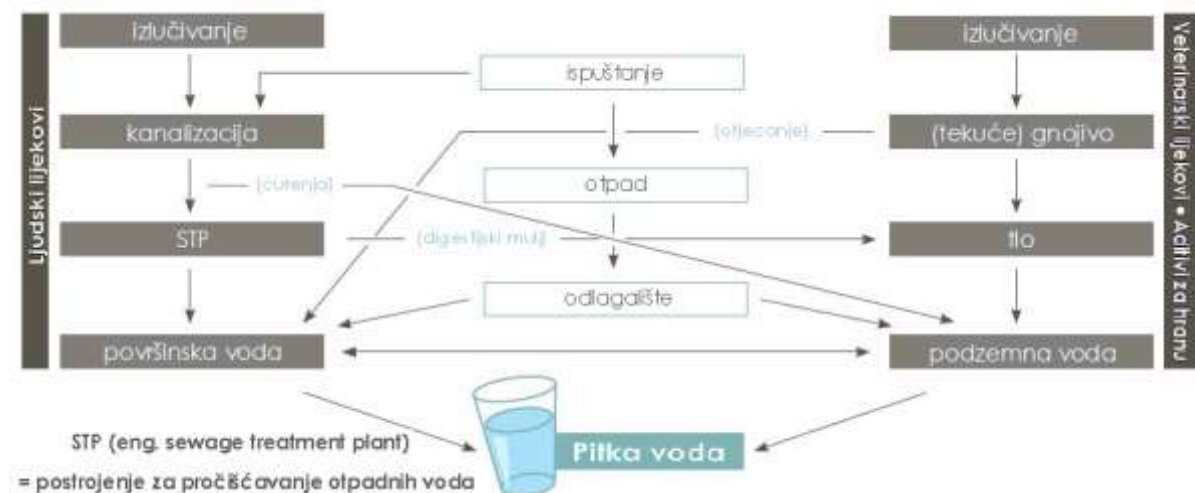 izlučivanje
izlučivanje
ispuštanje
kanalizacija
(otjecanje)
(tekuće) gnojivo
(curenja)
otpad
STP
(digestijski mulj)
tlo
odlagalište
površinska voda
podzemna voda
Ljudski lijekovi
Veterinarski lijekovi • Aditivi za hranu
Pitka voda
STP (eng. sewage treatment plant)
= postrojenje za pročišćavanje otpadnih voda